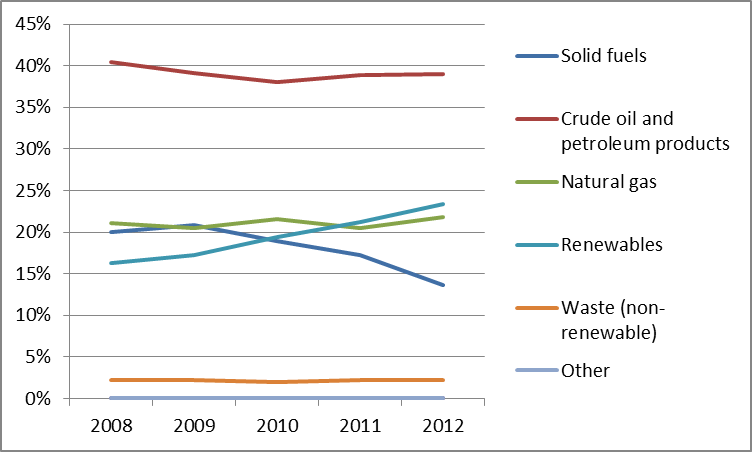 45%
40%
35%
30%
25%
20%
15%
10%
5%
0%
2008 2009 2010 2011 2012
Solid fuels
Crude oil and
petroleum products
Natural gas
Renewables
Waste (non-
renewable)
Other